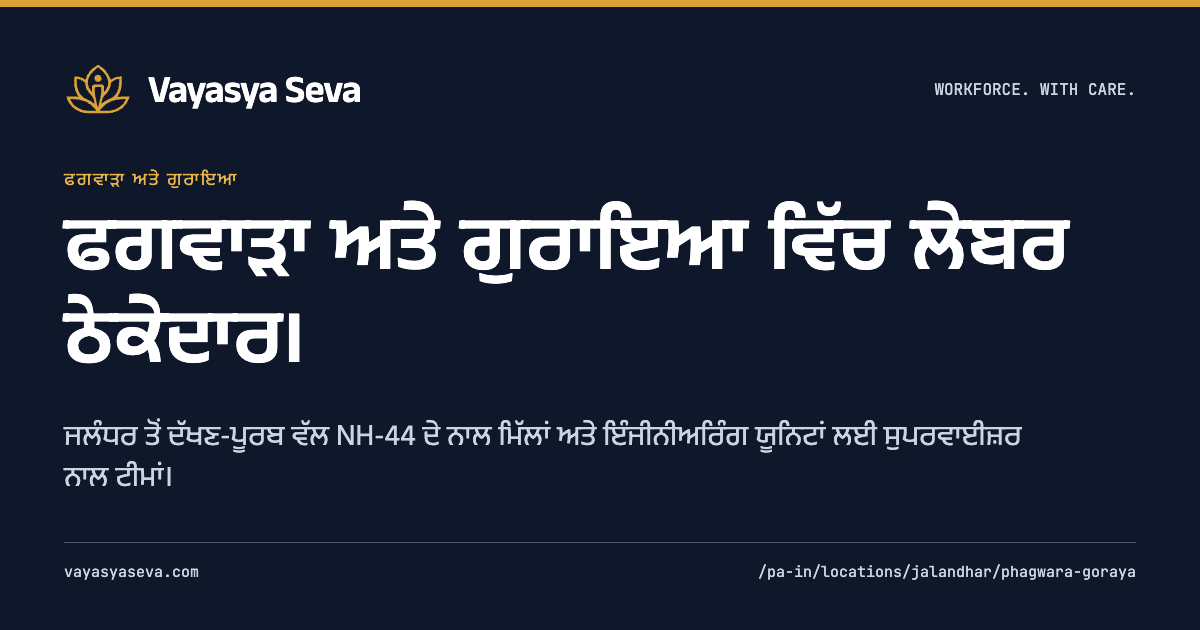 Vayasya Seva
WORKFORCE. WITH CARE.
ਫਗਵਾੜਾ ਅਤੇ ਗੁਰਾਇਆ
ਫਗਵਾੜਾ ਅਤੇ ਗੁਰਾਇਆ ਵਿੱਚ ਲੇਬਰ
ਠੇਕੇਦਾਰ।
ਜਲੰਧਰ ਤੋਂ ਦੱਖਣ-ਪੂਰਬ ਵੱਲ NH-44 ਦੇ ਨਾਲ ਮਿੱਲਾਂ ਅਤੇ ਇੰਜੀਨੀਅਰਿੰਗ ਯੂਨਿਟਾਂ ਲਈ ਸੁਪਰਵਾਈਜ਼ਰ
ਨਾਲ ਟੀਮਾਂ।
vayasyaseva.com
/pa-in/locations/jalandhar/phagwara-goraya